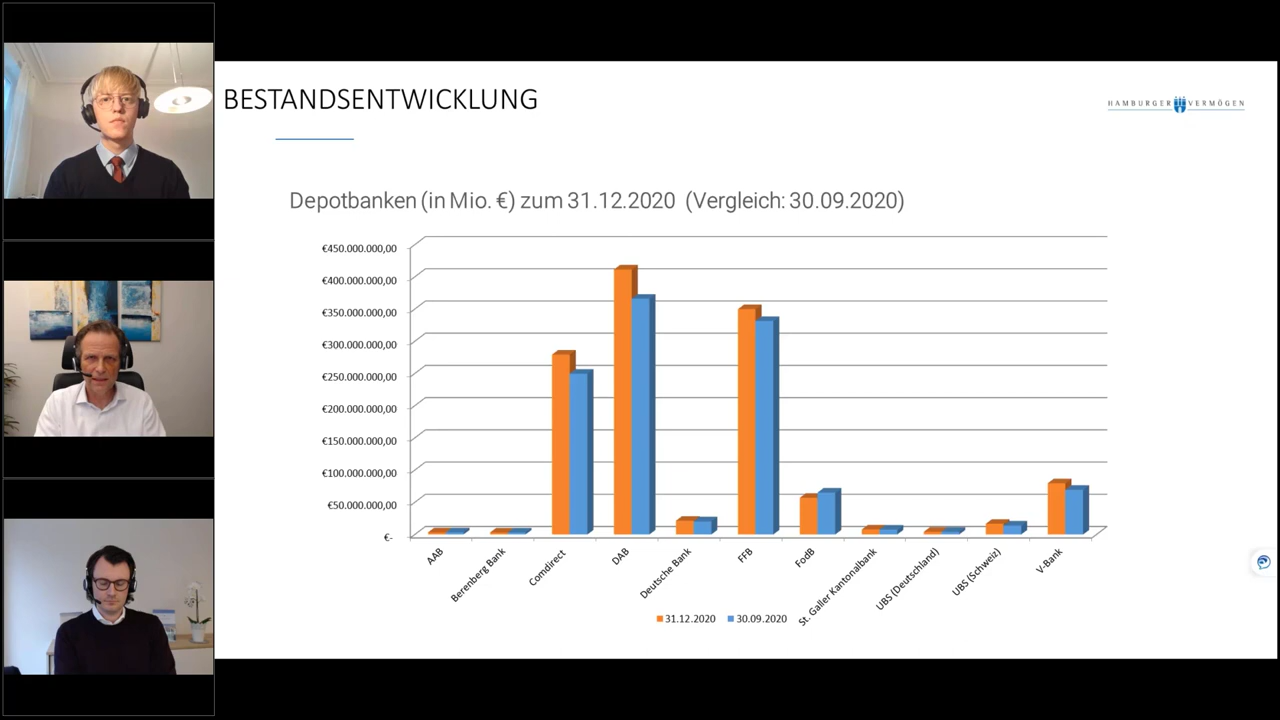 BESTANDSENTWICKLUNG
HAMBURGER VERMÖGEN
Depotbanken (in Mio. €) zum 31.12.2020 (Vergleich: 30.09.2020)
€450.000.000,00
€400.000.000,00
€350.000.000,00
€300.000.000,00
€250.000.000,00
€200.000.000,00
€150.000.000,00
€100.000.000,00
€50.000.000,00
€-
AAB
Berenberg Bank
Comdirect
DAB
Deutsche Bank
FFB
FodB
St. Galler Kantonalbank
UBS (Deutschland)
UBS (Schweiz)
V-Bank
31.12.2020
30.09.2020